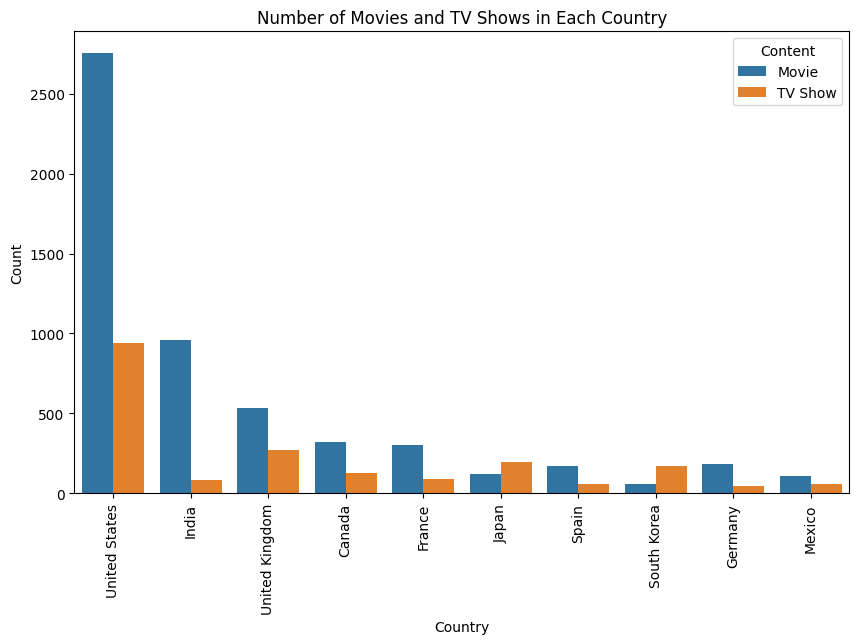 Number of Movies and TV Shows in Each Country
Content
Movie
TV Show
Count
2500
2000
1500
1000
500
0
United States
India
United Kingdom
Canada
France
Japan
Spain
South Korea
Germany
Mexico
Country